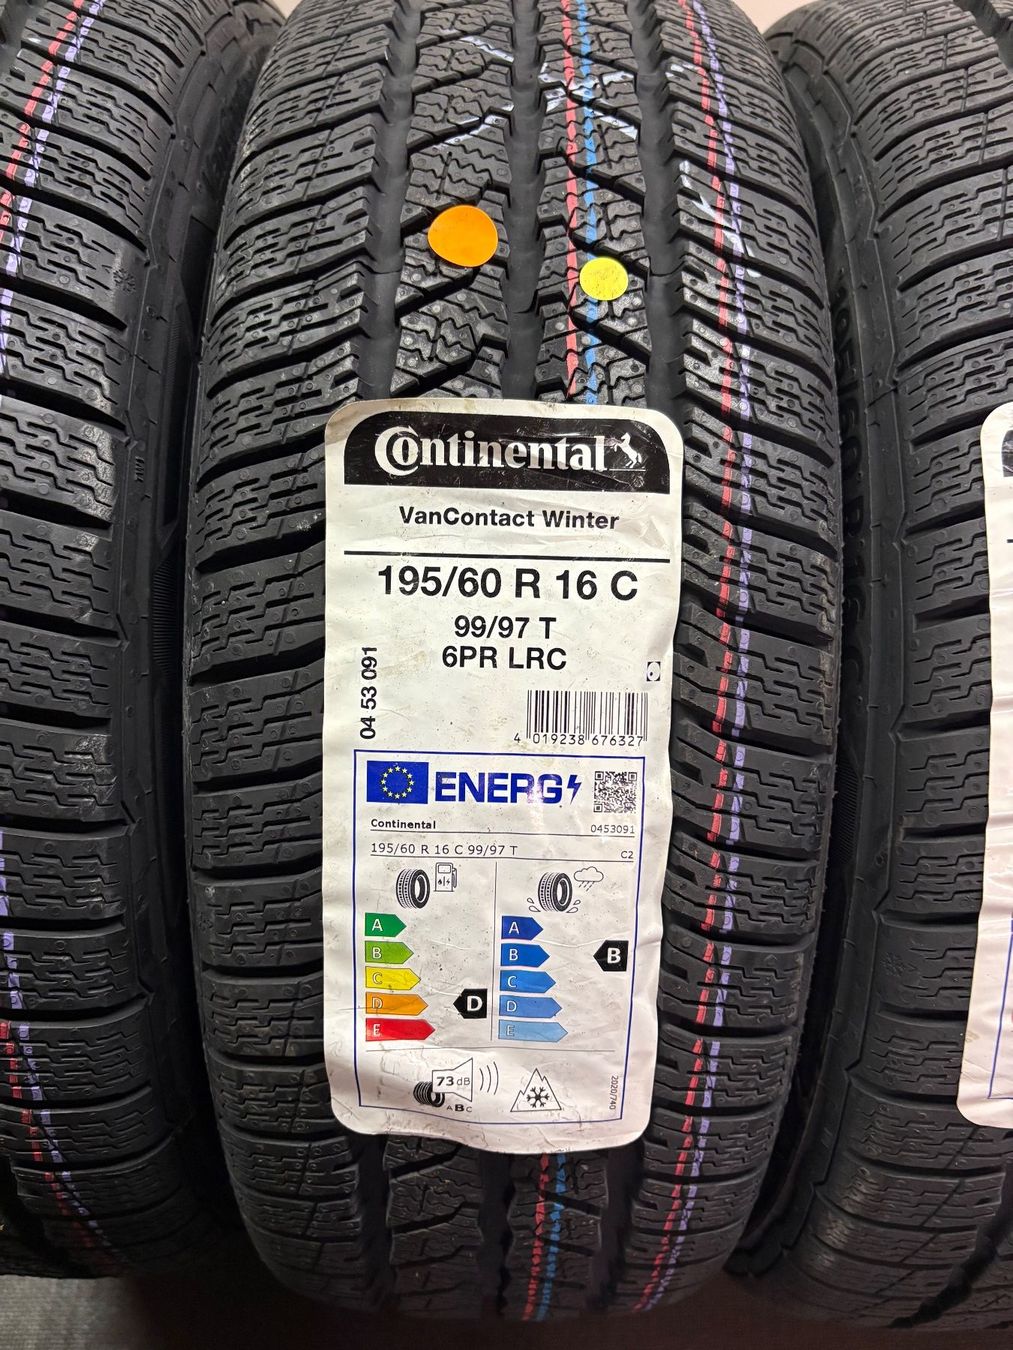 Continental
VanContact Winter
195/60 R 16 C
99/97 T
6PR LRC
04 53 091
4 019238 676327
ENERG
Continental
0453091
195/60 R 16 C 99/97 T
C2
A
B
C
D
E
D
A
B
C
D
E
B
73 dB
ABC
2020/740